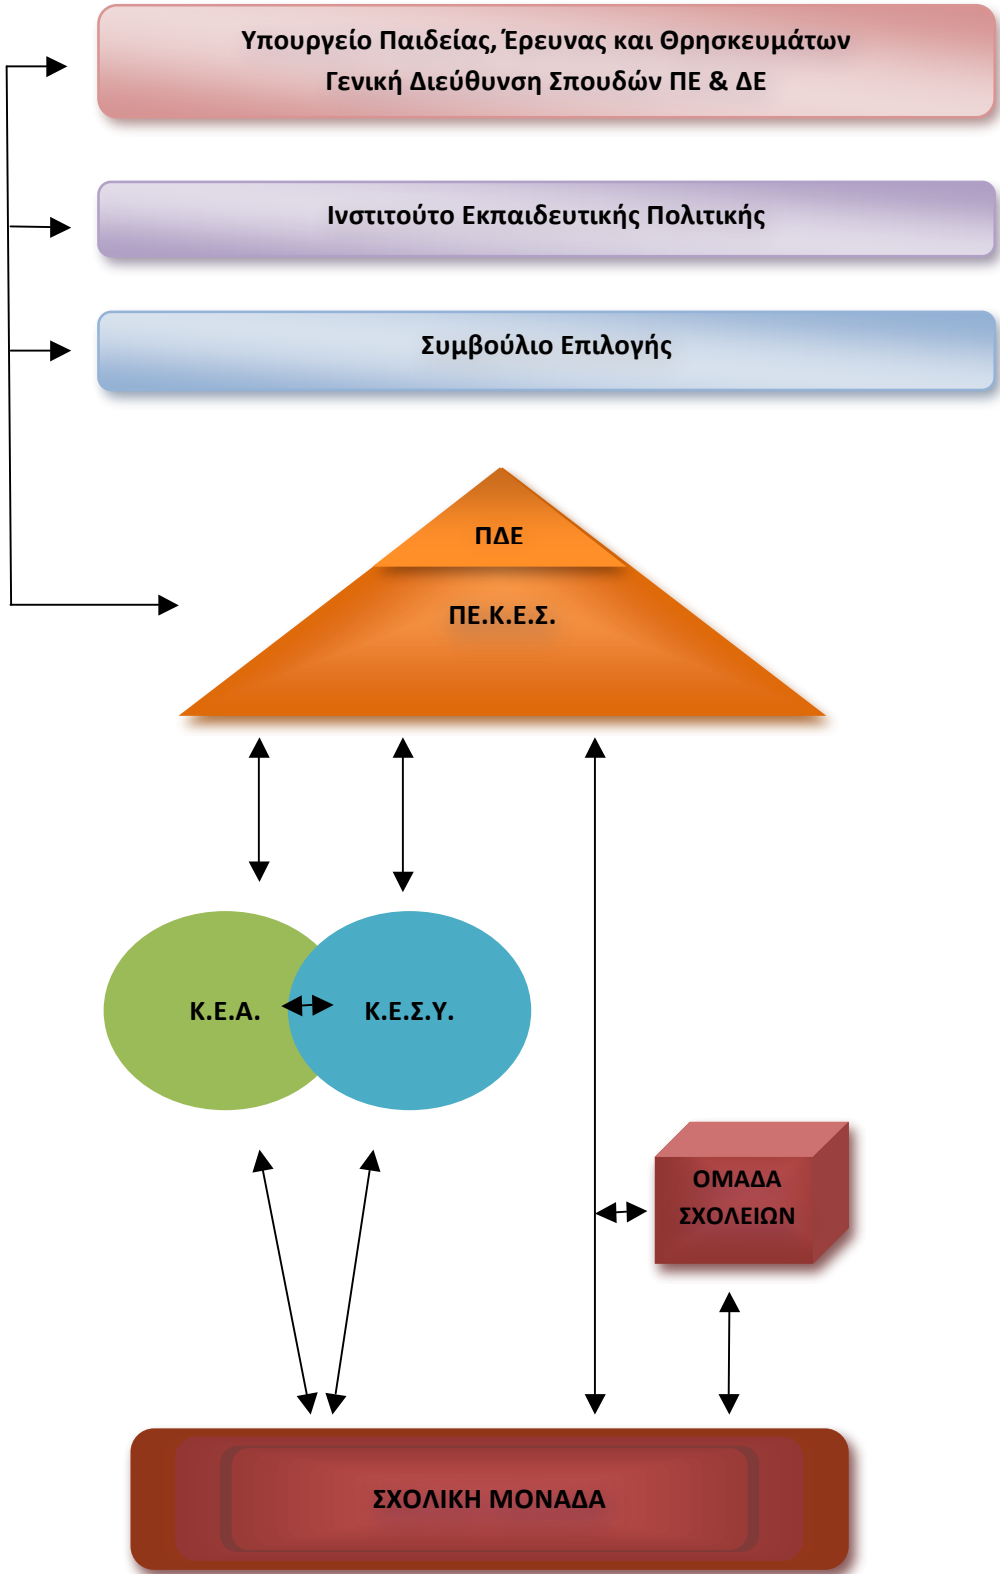 Υπουργείο Παιδείας, Έρευνας και Θρησκευμάτων
Γενική Διεύθυνση Σπουδών ΠΕ & ΔΕ
Ινστιτούτο Εκπαιδευτικής Πολιτικής
Συμβούλιο Επιλογής
ΠΔΕ
ΠΕ.Κ.Ε.Σ.
Κ.Ε.Α.
Κ.Ε.Σ.Υ.
ΟΜΑΔΑ
ΣΧΟΛΕΙΩΝ
ΣΧΟΛΙΚΗ ΜΟΝΑΔΑ